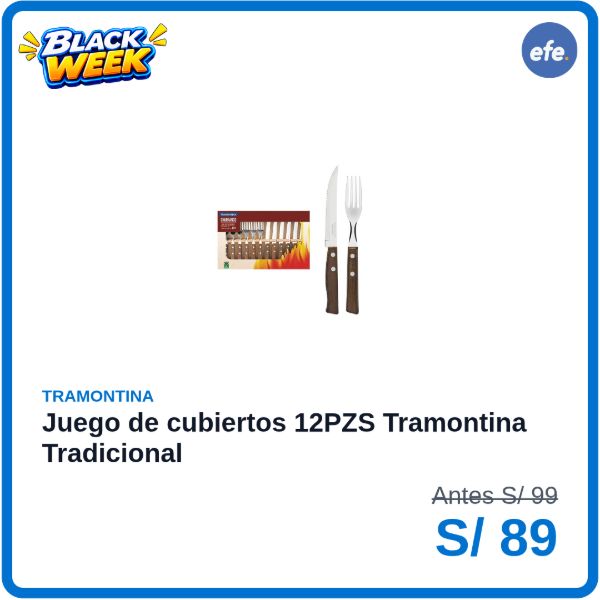 BLACK
WEEK
efe.
TRAMONTINA
Juego de cubiertos 12PZS Tramontina
Tradicional
Antes S/ 99
S/ 89